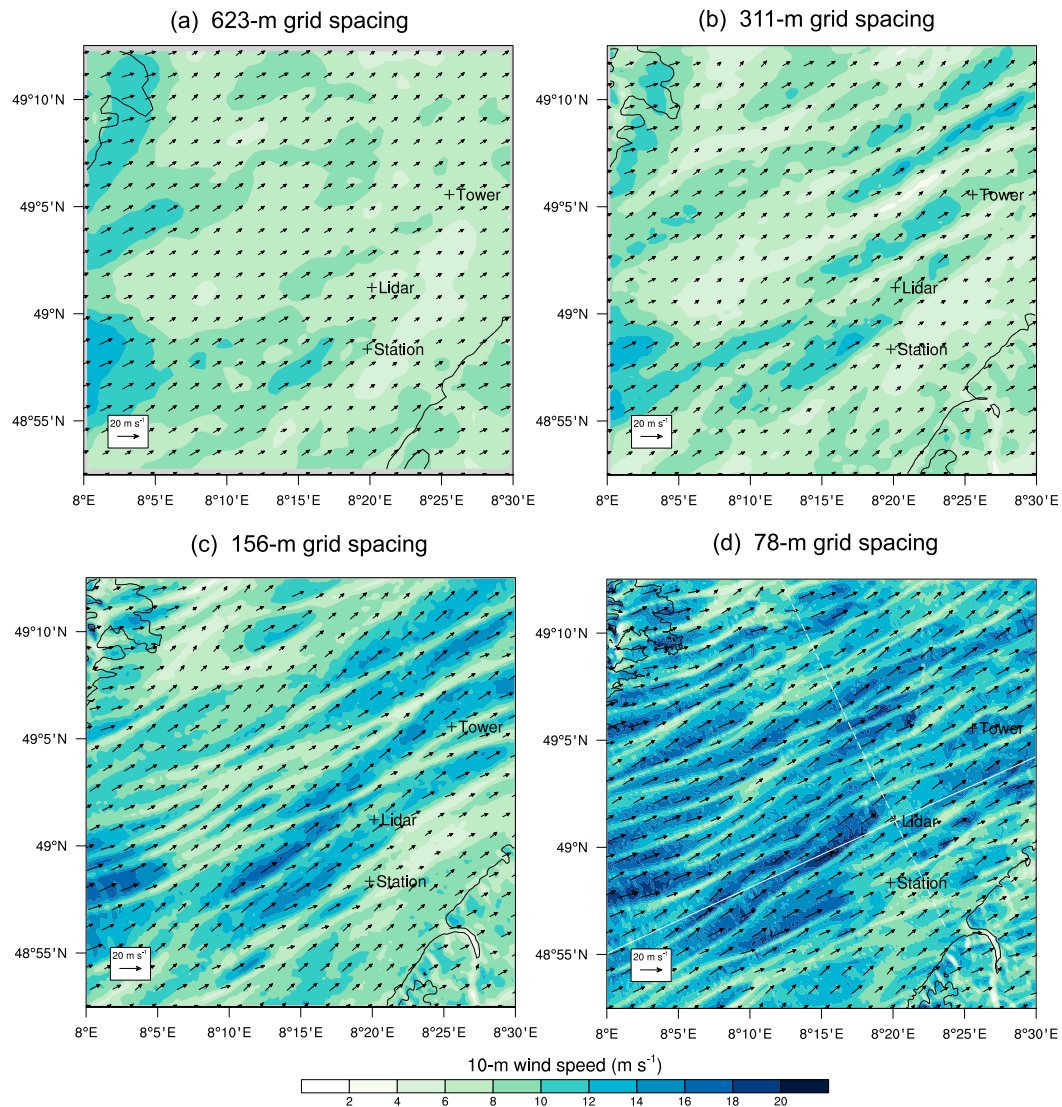 (a) 623-m grid spacing
(b) 311-m grid spacing
49°10'N
49°5'N
49°N
48°55'N
+Tower
+Lidar
+Station
20 m s⁻¹
8°E 8°5'E 8°10'E 8°15'E 8°20'E 8°25'E 8°30'E
49°10'N
49°5'N
49°N
48°55'N
+Tower
+Lidar
+Station
20 m s⁻¹
8°E 8°5'E 8°10'E 8°15'E 8°20'E 8°25'E 8°30'E
(c) 156-m grid spacing
(d) 78-m grid spacing
49°10'N
49°5'N
49°N
48°55'N
+Tower
+Lidar
+Station
20 m s⁻¹
8°E 8°5'E 8°10'E 8°15'E 8°20'E 8°25'E 8°30'E
49°10'N
49°5'N
49°N
48°55'N
+Tower
+Lidar
+Station
20 m s⁻¹
8°E 8°5'E 8°10'E 8°15'E 8°20'E 8°25'E 8°30'E
10-m wind speed (m s⁻¹)
2 4 6 8 10 12 14 16 18 20